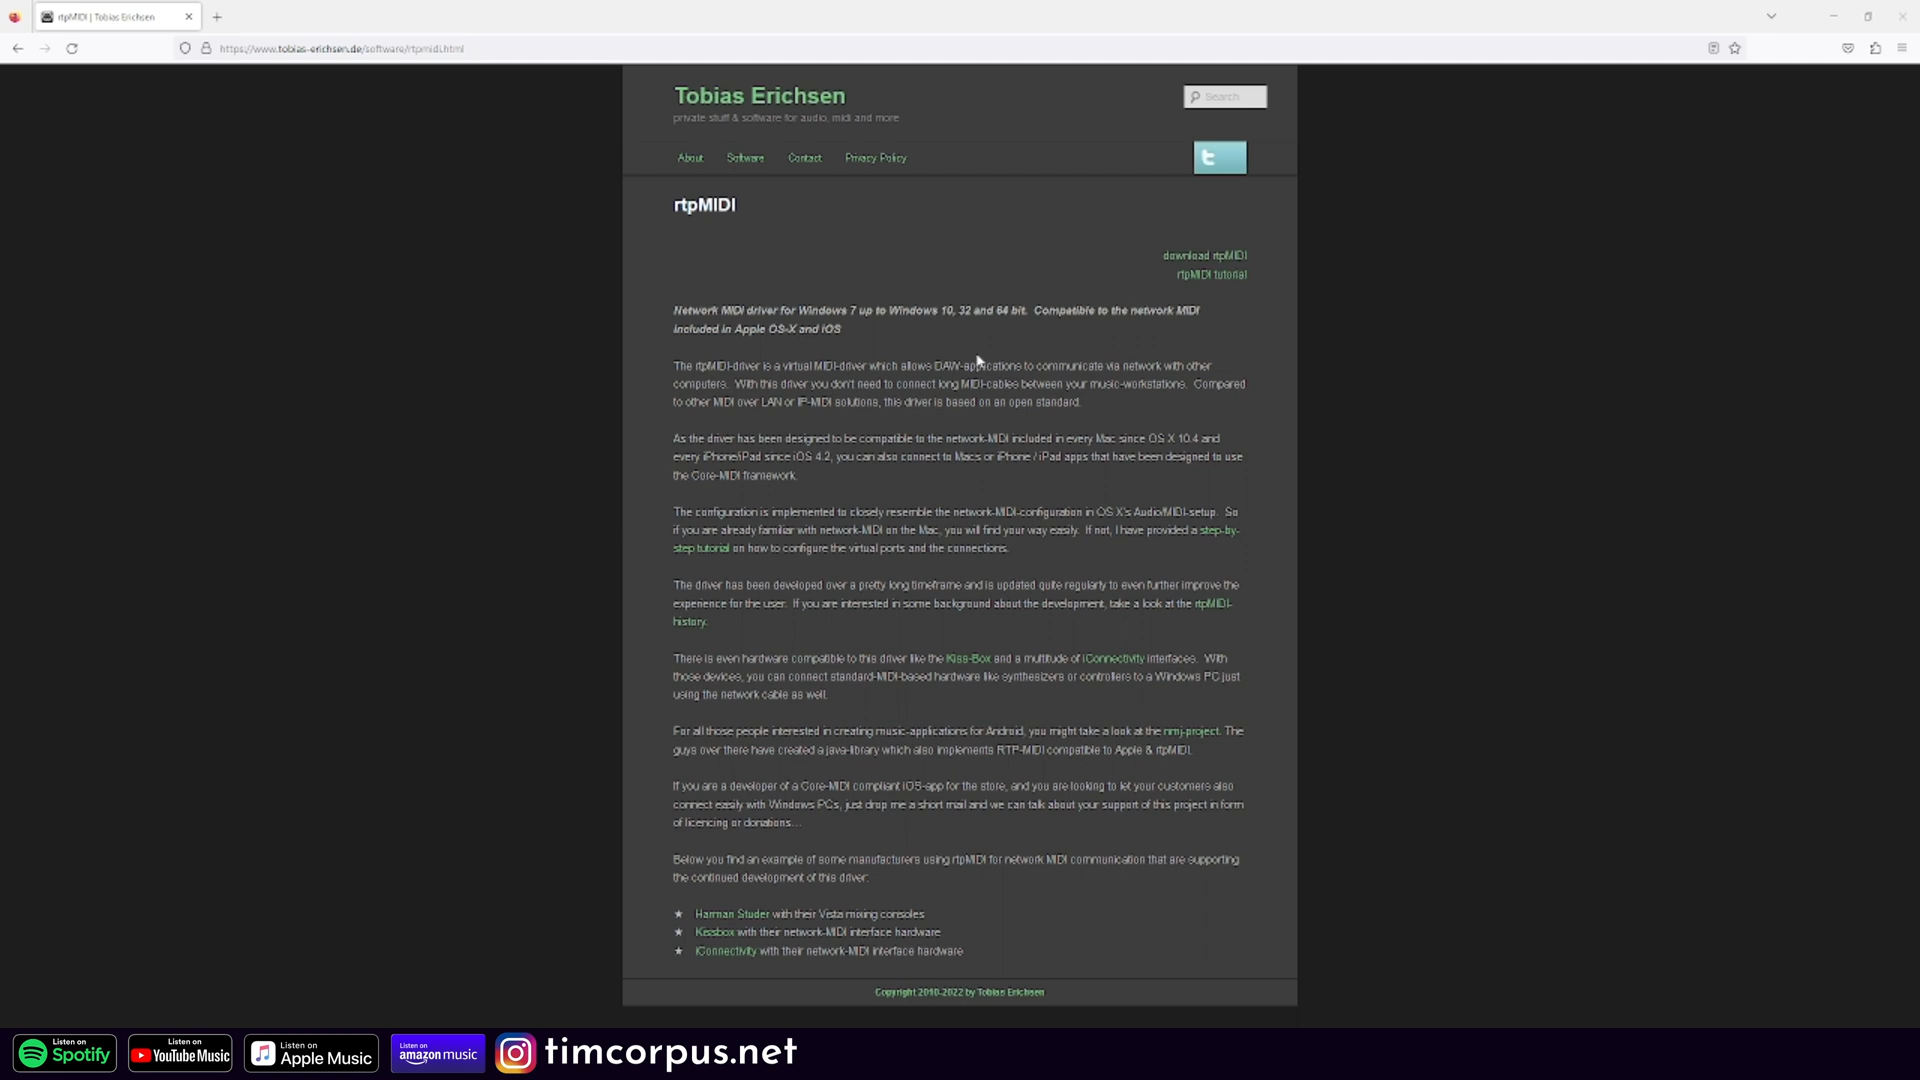 rtpMIDI | Tobias Erichsen
https://www.tobias-erichsen.de/software/rtpmidi.html
Tobias Erichsen
Search
private stuff & software for audio, midi and more
About Software Contact Privacy Policy
rtpMIDI
download rtpMIDI
rtpMIDI tutorial
Network MIDI driver for Windows 7 up to Windows 10, 32 and 64 bit. Compatible to the network MIDI
included in Apple OS-X and iOS
The rtpMIDI-driver is a virtual MIDI-driver which allows DAW-applications to communicate via network with other
computers. With this driver you don't need to connect long MIDI-cables between your music-workstations. Compared
to other MIDI over LAN or IP-MIDI solutions, this driver is based on an open standard.
As the driver has been designed to be compatible to the network-MIDI included in every Mac since OS X 10.4 and
every iPhone/iPad since iOS 4.2, you can also connect to Macs or iPhone / iPad apps that have been designed to use
the Core-MIDI framework.
The configuration is implemented to closely resemble the network-MIDI-configuration in OS X's Audio/MIDI-setup. So
if you are already familiar with network-MIDI on the Mac, you will find your way easily. If not, I have provided a step-by-
step tutorial on how to configure the virtual ports and the connections.
The driver has been developed over a pretty long timeframe and is updated quite regularly to even further improve the
experience for the user. If you are interested in some background about the development, take a look at the rtpMIDI-
history.
There is even hardware compatible to this driver like the Kiss-Box and a multitude of iConnectivity interfaces. With
those devices, you can connect standard-MIDI-based hardware like synthesizers or controllers to a Windows PC just
using the network cable as well.
For all those people interested in creating music-applications for Android, you might take a look at the nmj-project. The
guys over there have created a java-library which also implements RTP-MIDI compatible to Apple & rtpMIDI.
If you are a developer of a Core-MIDI compliant iOS-app for the store, and you are looking to let your customers also
connect easily with Windows PCs, just drop me a short mail and we can talk about your support of this project in form
of licencing or donations…
Below you find an example of some manufacturers using rtpMIDI for network MIDI communication that are supporting
the continued development of this driver:
★ Harman Studer with their Vista mixing consoles
★ Kissbox with their network-MIDI interface hardware
★ iConnectivity with their network-MIDI interface hardware
Copyright 2010-2022 by Tobias Erichsen
Listen on Spotify
Listen on YouTube Music
Listen on Apple Music
Listen on amazon music
timcorpus.net